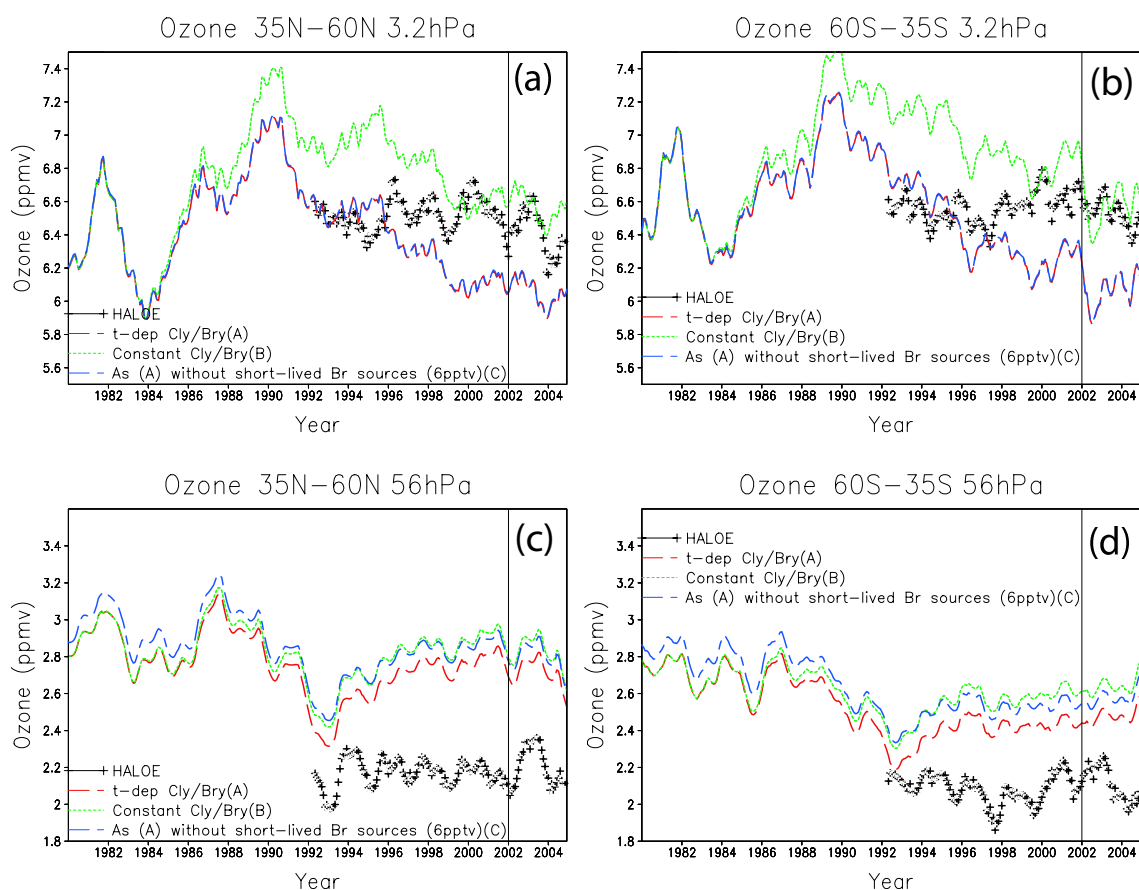 Ozone 35N-60N 3.2hPa
(a)
Ozone (ppmv)
7.4
7.2
7
6.8
6.6
6.4
6.2
6
5.8
5.6
HALOE
t-dep Cly/Bry(A)
Constant Cly/Bry(B)
As (A) without short-lived Br sources (6pptv)(C)
1982 1984 1986 1988 1990 1992 1994 1996 1998 2000 2002 2004
Year
Ozone 60S-35S 3.2hPa
(b)
Ozone (ppmv)
7.4
7.2
7
6.8
6.6
6.4
6.2
6
5.8
5.6
HALOE
t-dep Cly/Bry(A)
Constant Cly/Bry(B)
As (A) without short-lived Br sources (6pptv)(C)
1982 1984 1986 1988 1990 1992 1994 1996 1998 2000 2002 2004
Year
Ozone 35N-60N 56hPa
(c)
Ozone (ppmv)
3.4
3.2
3
2.8
2.6
2.4
2.2
2
1.8
HALOE
t-dep Cly/Bry(A)
Constant Cly/Bry(B)
As (A) without short-lived Br sources (6pptv)(C)
1982 1984 1986 1988 1990 1992 1994 1996 1998 2000 2002 2004
Year
Ozone 60S-35S 56hPa
(d)
Ozone (ppmv)
3.4
3.2
3
2.8
2.6
2.4
2.2
2
1.8
HALOE
t-dep Cly/Bry(A)
Constant Cly/Bry(B)
As (A) without short-lived Br sources (6pptv)(C)
1982 1984 1986 1988 1990 1992 1994 1996 1998 2000 2002 2004
Year